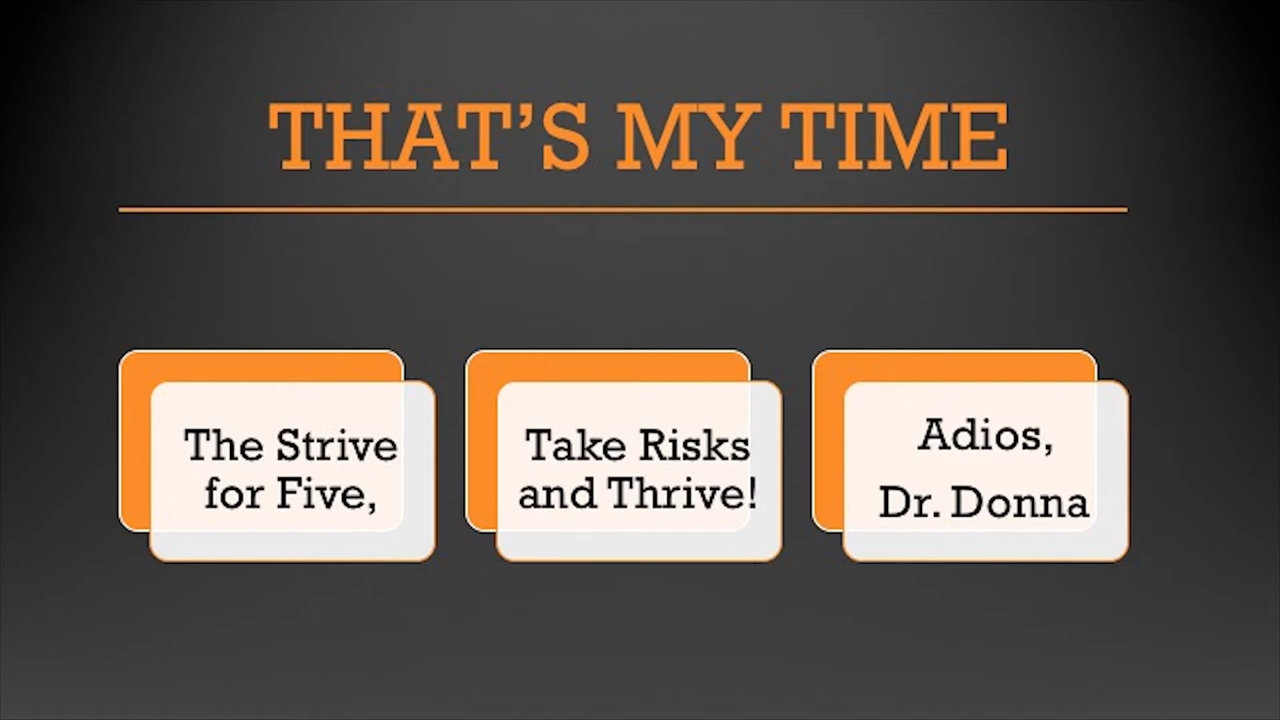 THAT'S MY TIME
The Strive
for Five,
Take Risks
and Thrive!
Adios,
Dr. Donna